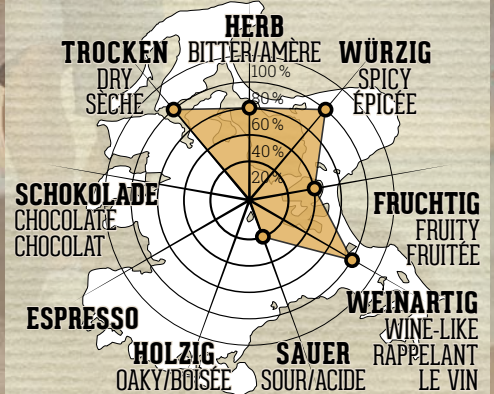 HERB
BITTER/AMÈRE
TROCKEN
DRY
SÈCHE
WÜRZIG
SPICY
ÉPICÉE
100%
80%
60%
40%
20%
SCHOKOLADE
CHOCOLATE
CHOCOLAT
FRUCHTIG
FRUITY
FRUITÉE
ESPRESSO
WEINARTIG
WINE-LIKE
RAPPELANT
LE VIN
HOLZIG
OAKY/BOISÉE
SAUER
SOUR/ACIDE